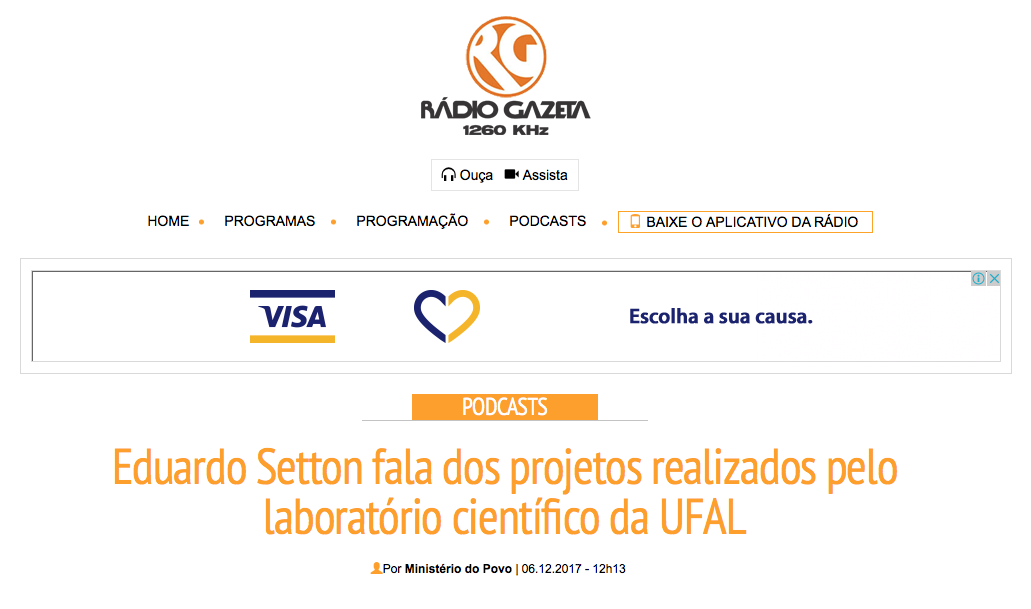 RG
RÁDIO GAZETA
1260 KHz
Ouça Assista
HOME • PROGRAMAS • PROGRAMAÇÃO • PODCASTS • BAIXE O APLICATIVO DA RÁDIO
VISA Escolha a sua causa.
PODCASTS
Eduardo Setton fala dos projetos realizados pelo
laboratório científico da UFAL
Por Ministério do Povo | 06.12.2017 - 12h13